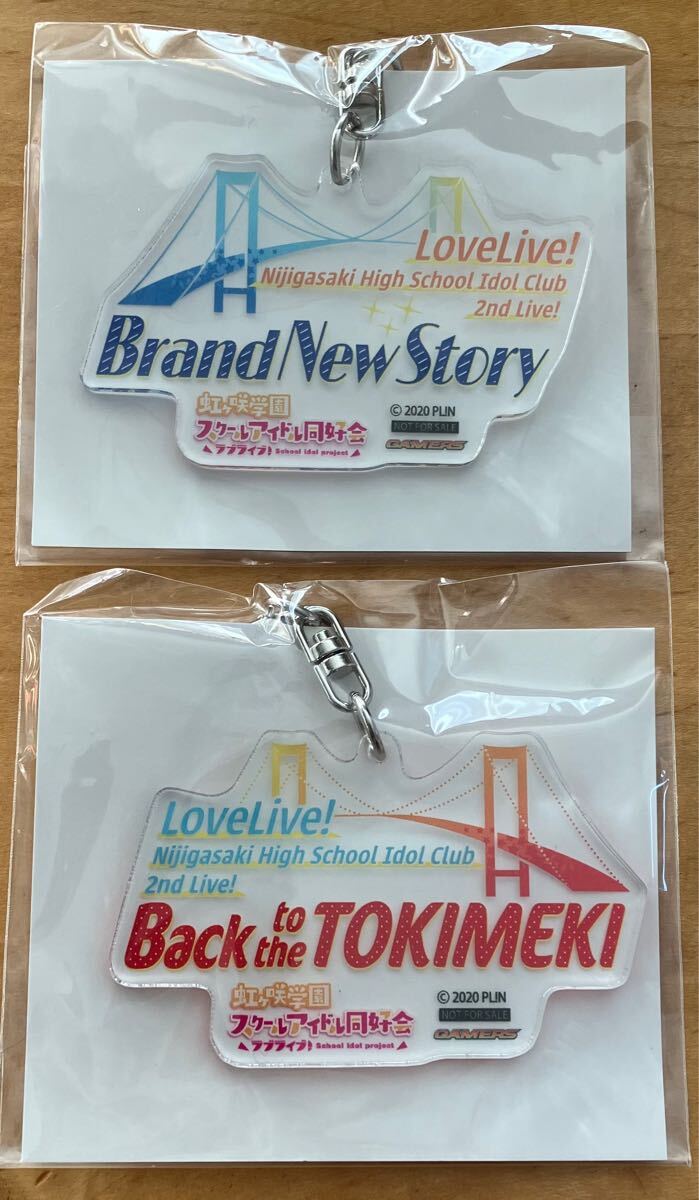 LoveLive!
Nijigasaki High School Idol Club
2nd Live!
Brand New Story
虹ヶ咲学園
スクールアイドル同好会
ラブライブ! School idol project
© 2020 PLIN
NOT FOR SALE
GAMERS
LoveLive!
Nijigasaki High School Idol Club
2nd Live!
Back to the TOKIMEKI
虹ヶ咲学園
スクールアイドル同好会
ラブライブ! School idol project
© 2020 PLIN
NOT FOR SALE
GAMERS